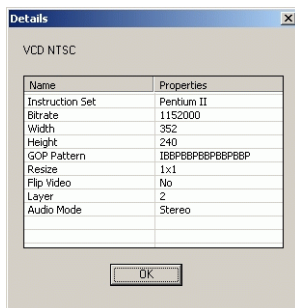 Details
VCD NTSC
Name Properties
Instruction Set Pentium II
Bitrate 1152000
Width 352
Height 240
GOP Pattern IBBPBBPBBPBBPBBP
Resize 1x1
Flip Video No
Layer 2
Audio Mode Stereo
OK